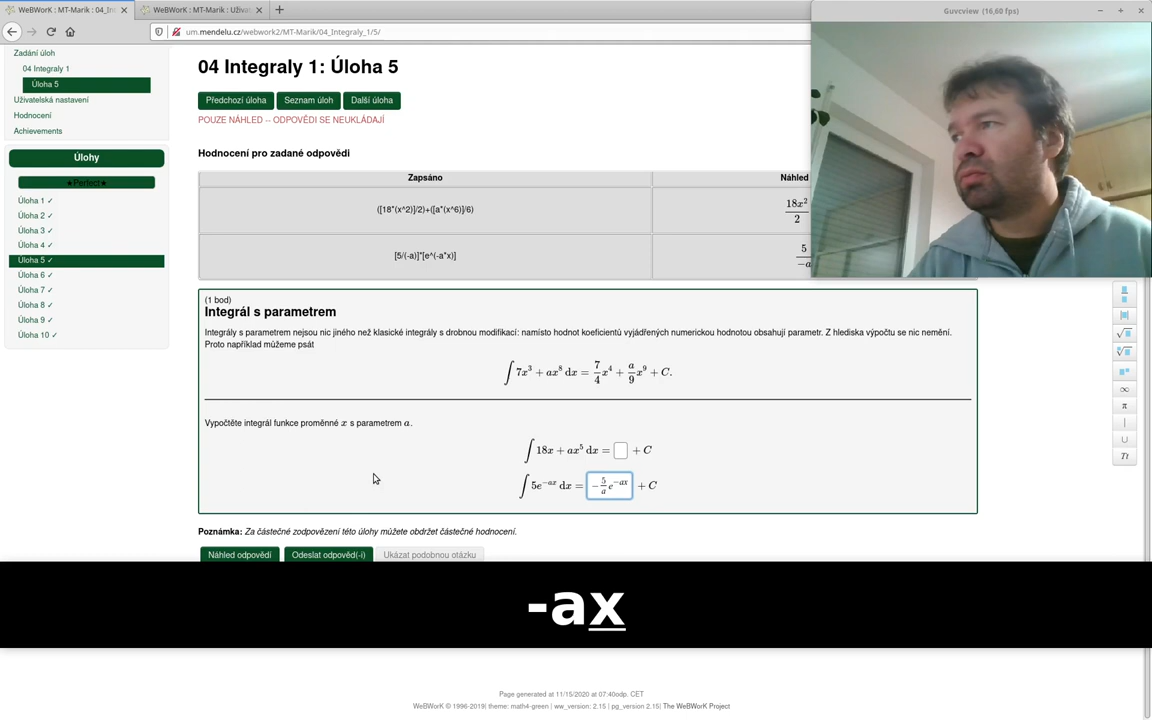 WeBWorK : MT-Marik : 04_Int
WeBWorK : MT-Marik : Uživat
um.mendelu.cz/webwork2/MT-Marik/04_Integraly_1/5/
Guvcview (16,60 fps)
Zadání úloh
04 Integraly 1
Úloha 5
Uživatelská nastavení
Hodnocení
Achievements
Úlohy
★Perfect★
Úloha 1 ✓
Úloha 2 ✓
Úloha 3 ✓
Úloha 4 ✓
Úloha 5 ✓
Úloha 6 ✓
Úloha 7 ✓
Úloha 8 ✓
Úloha 9 ✓
Úloha 10 ✓
04 Integraly 1: Úloha 5
Předchozí úloha Seznam úloh Další úloha
POUZE NÁHLED -- ODPOVĚDI SE NEUKLÁDAJÍ
Hodnocení pro zadané odpovědi
Zapsáno Náhled
([18*(x^2)]/2)+([a*(x^6)]/6) 18x²/2
[5/(-a)]*[e^(-a*x)] 5/-a
(1 bod)
Integrál s parametrem
Integrály s parametrem nejsou nic jiného než klasické integrály s drobnou modifikací: namísto hodnot koeficientů vyjádřených numerickou hodnotou obsahují parametr. Z hlediska výpočtu se nic nemění.
Proto například můžeme psát
∫ 7x³ + ax⁸ dx = 7/4 x⁴ + a/9 x⁹ + C.
Vypočtěte integrál funkce proměnné x s parametrem a.
∫ 18x + ax⁵ dx = + C
∫ 5e^{-ax} dx = -5/a e^{-ax} + C
Poznámka: Za částečné zodpovězení této úlohy můžete obdržet částečné hodnocení.
Náhled odpovědí Odeslat odpověd(-i) Ukázat podobnou otázku
∞
π
|
∪
Tt
-ax
Page generated at 11/15/2020 at 07:40odp. CET
WeBWorK © 1996-2019| theme: math4-green | ww_version: 2.15 | pg_version 2.15| The WeBWorK Project